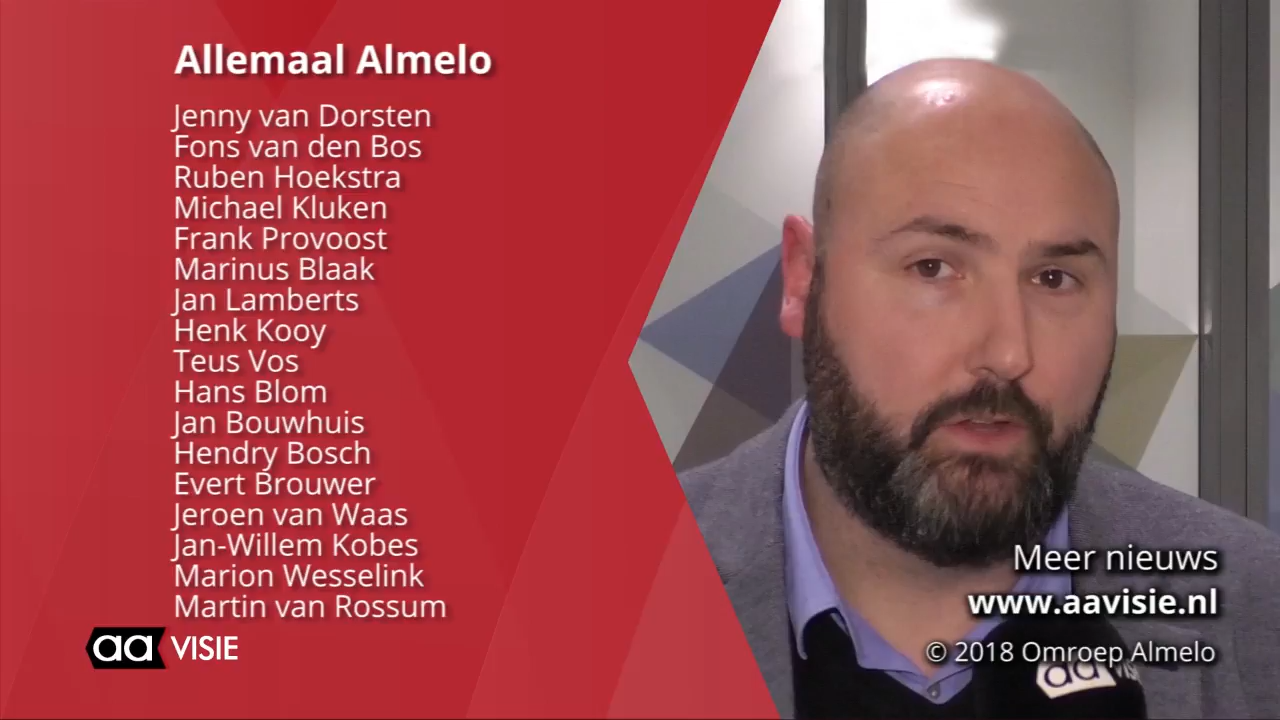 Allemaal Almelo
Jenny van Dorsten
Fons van den Bos
Ruben Hoekstra
Michael Kluken
Frank Provoost
Marinus Blaak
Jan Lamberts
Henk Kooy
Teus Vos
Hans Blom
Jan Bouwhuis
Hendry Bosch
Evert Brouwer
Jeroen van Waas
Jan-Willem Kobes
Marion Wesselink
Martin van Rossum
aa VISIE
Meer nieuws
www.aavisie.nl
© 2018 Omroep Almelo
aa VIS